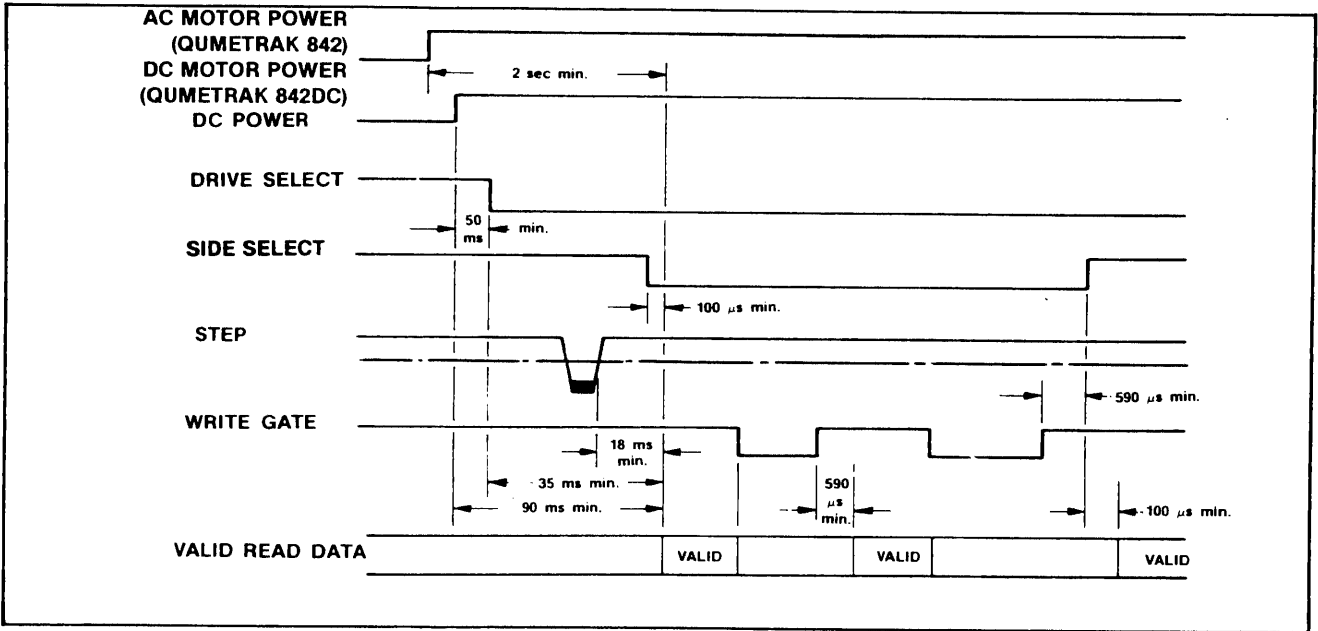 AC MOTOR POWER
(QUMETRAK 842)
DC MOTOR POWER
(QUMETRAK 842DC)
DC POWER
2 sec min.
DRIVE SELECT
50
ms
min.
SIDE SELECT
100 μs min.
STEP
590 μs min.
WRITE GATE
18 ms
min.
35 ms min.
90 ms min.
590
μs
min.
100 μs min.
VALID READ DATA
VALID
VALID
VALID